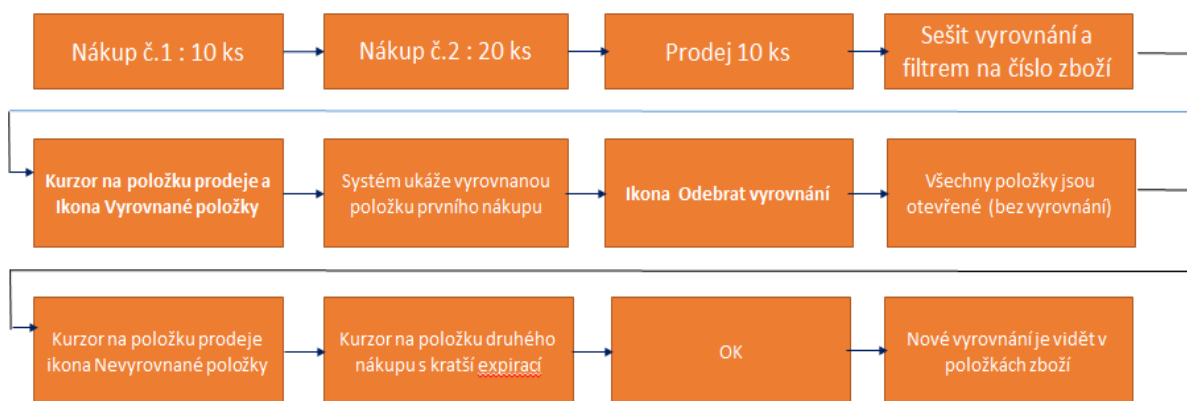 Nákup č.1 : 10 ks
Nákup č.2 : 20 ks
Prodej 10 ks
Sešit vyrovnání a
filtrem na číslo zboží
Kurzor na položku prodeje a
Ikona Vyrovnané položky
Systém ukáže vyrovnanou
položku prvního nákupu
Ikona Odebrat vyrovnání
Všechny položky jsou
otevřené (bez vyrovnání)
Kurzor na položku prodeje
ikona Nevyrovnané položky
Kurzor na položku druhého
nákupu s kratší expirací
OK
Nové vyrovnání je vidět v
položkách zboží